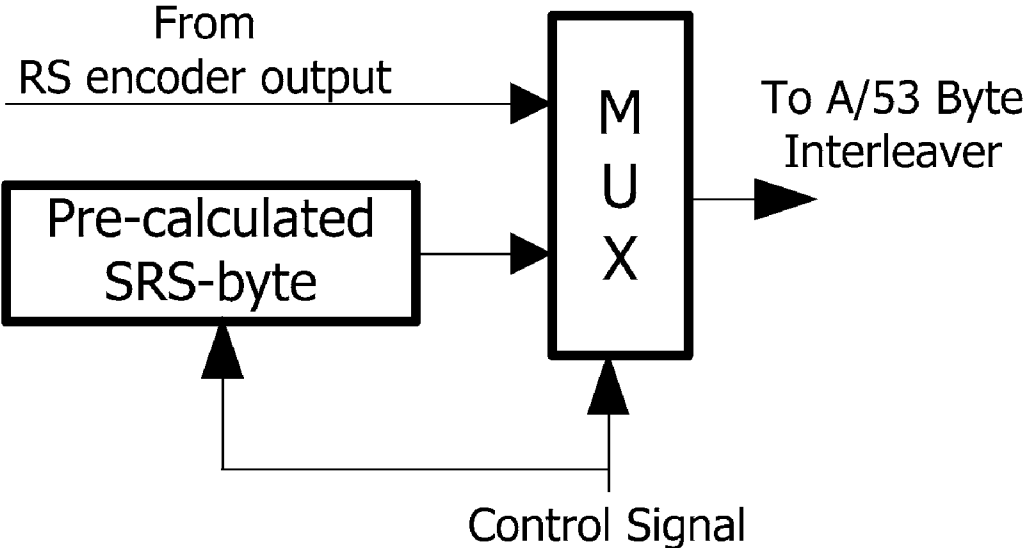 From
RS encoder output
M
U
X
To A/53 Byte
Interleaver
Pre-calculated
SRS-byte
Control Signal